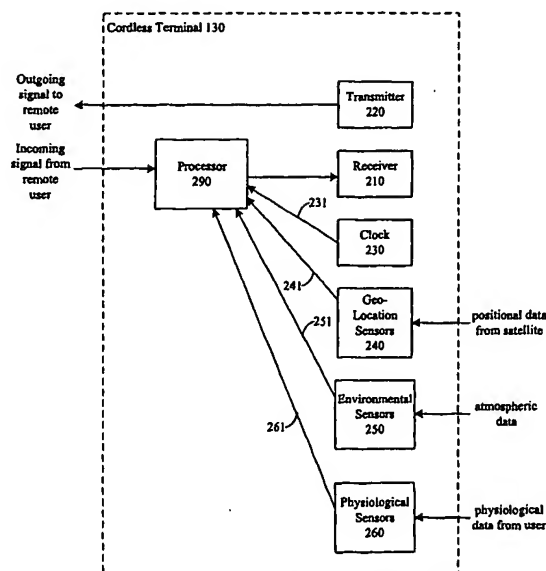 Cordless Terminal 130
Outgoing
signal to
remote
user
Transmitter
220
Incoming
signal from
remote
user
Processor
290
Receiver
210
231
Clock
230
241
Geo-
Location
Sensors
240
positional data
from satellite
251
Environmental
Sensors
250
atmospheric
data
261
Physiological
Sensors
260
physiological
data from user